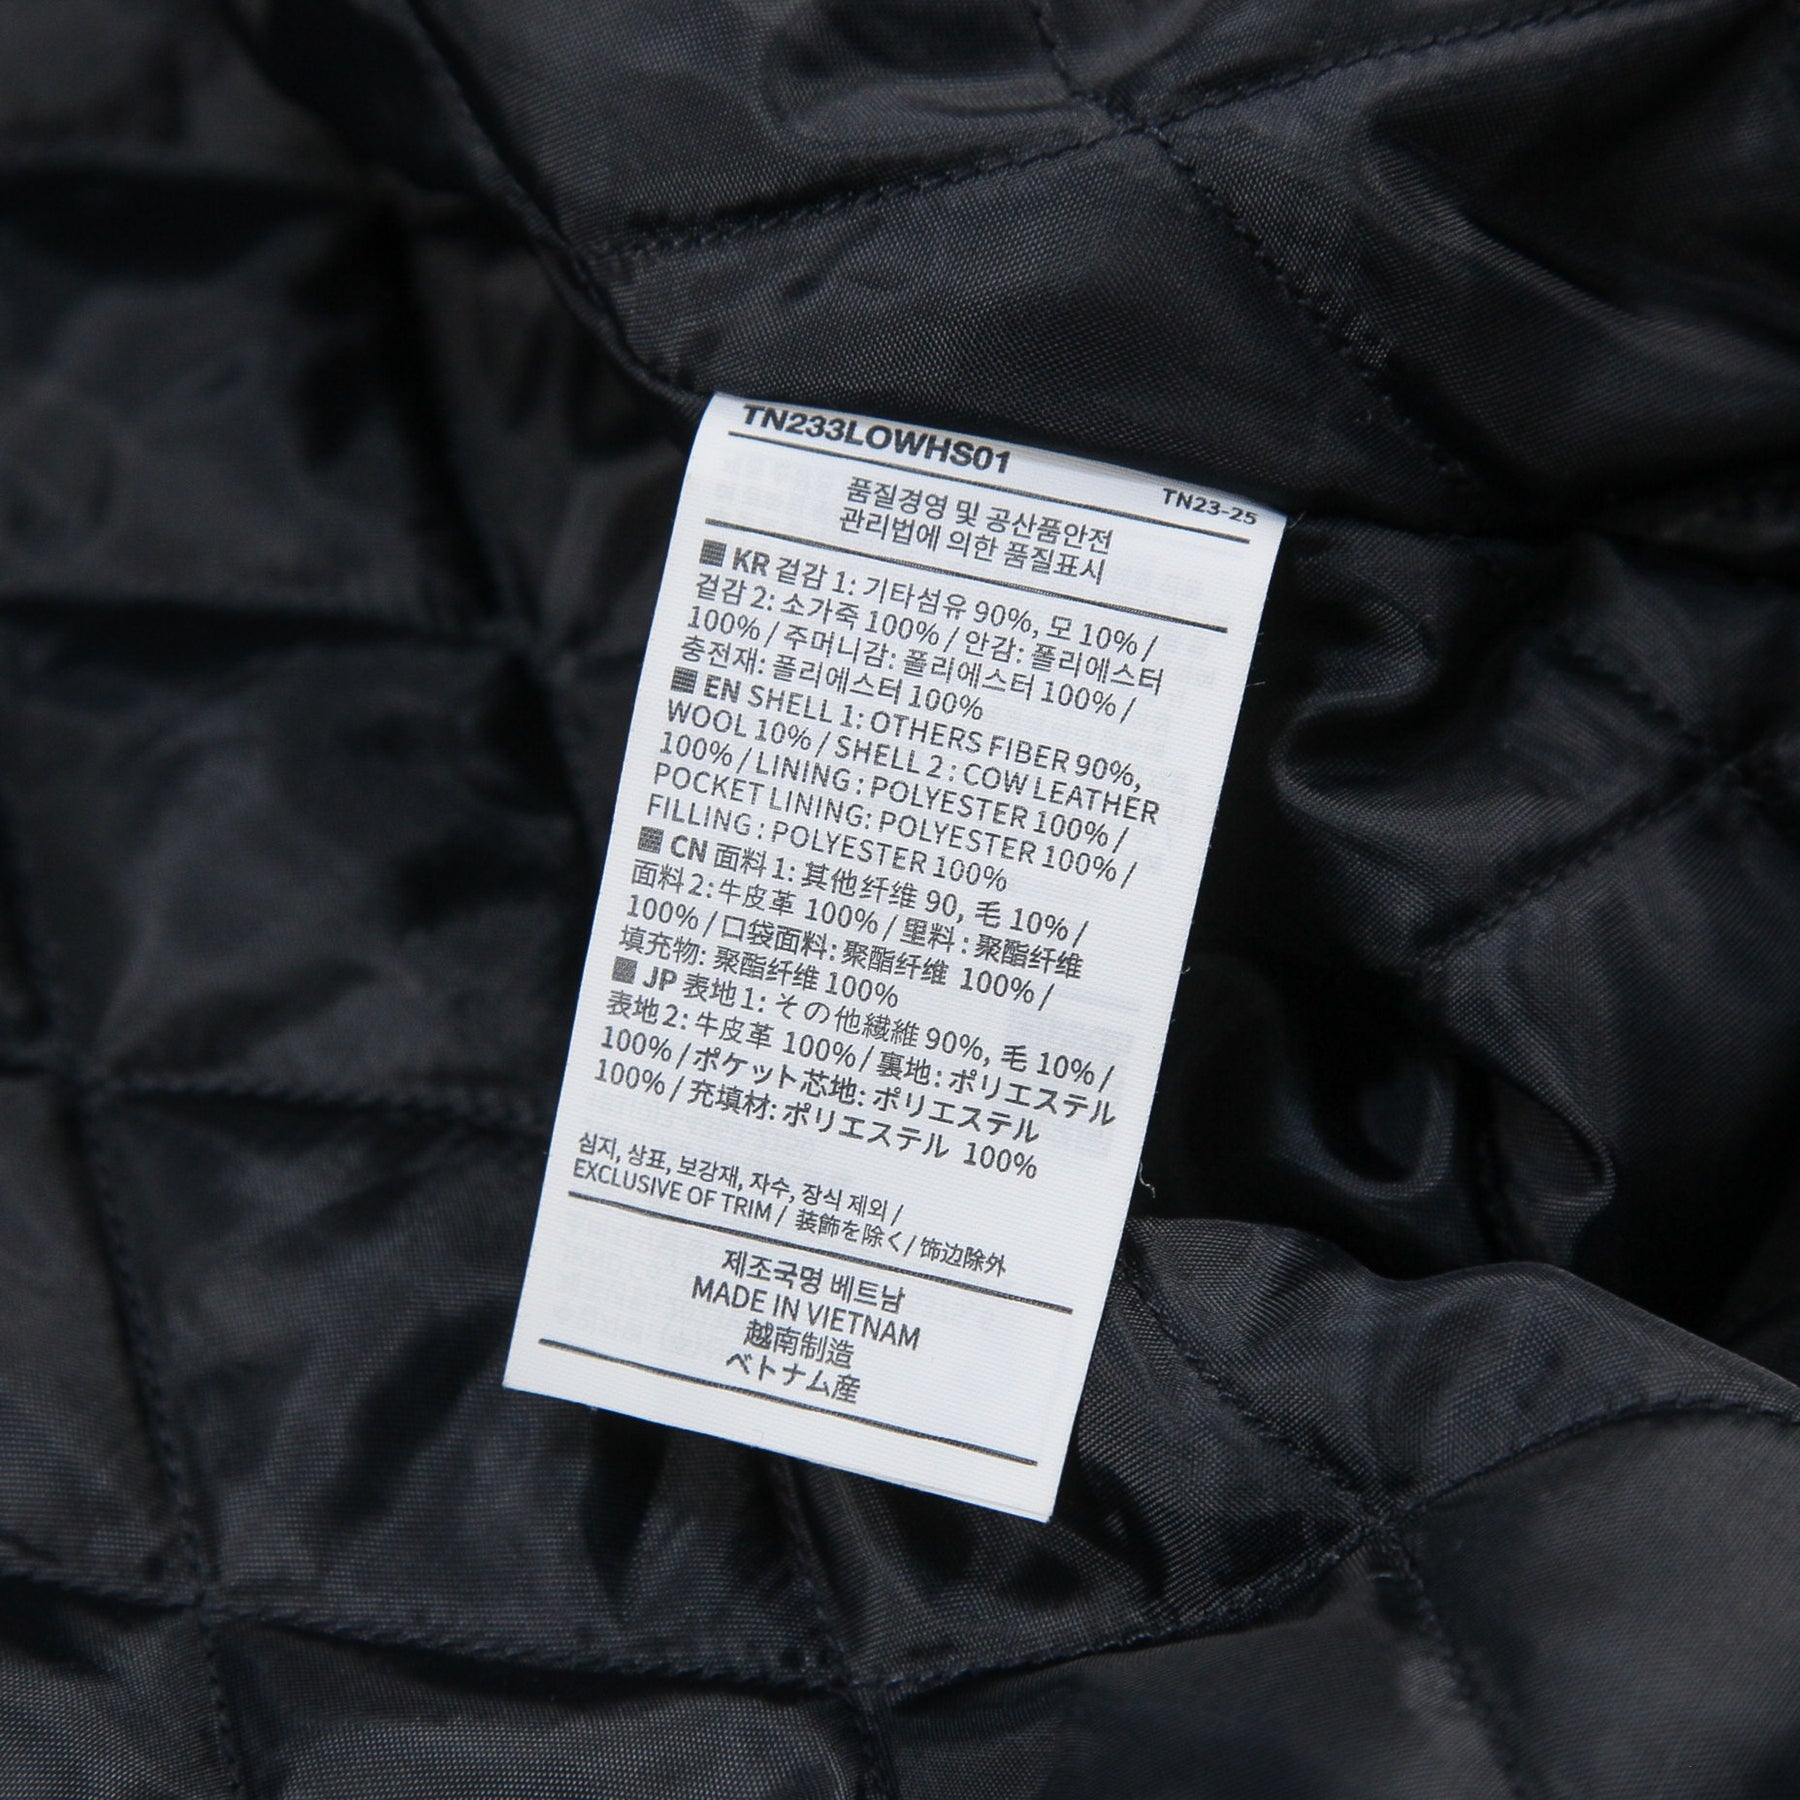 TN233LOWHS01
TN23-25
품질경영 및 공산품안전
관리법에 의한 품질표시
KR 겉감 1: 기타섬유 90%, 모 10% /
겉감 2: 소가죽 100% / 안감: 폴리에스터
100% / 주머니감: 폴리에스터 100% /
충전재: 폴리에스터 100%
EN SHELL 1: OTHERS FIBER 90%,
WOOL 10% / SHELL 2 : COW LEATHER
100% / LINING : POLYESTER 100% /
POCKET LINING: POLYESTER 100% /
FILLING : POLYESTER 100%
CN 面料 1: 其他纤维 90, 毛 10% /
面料 2: 牛皮革 100% / 里料 : 聚酯纤维
100% / 口袋面料: 聚酯纤维 100% /
填充物: 聚酯纤维 100%
JP 表地 1: その他繊維 90%, 毛 10% /
表地 2: 牛皮革 100% / 裏地 : ポリエステル
100% / ポケット芯地: ポリエステル
100% / 充填材: ポリエステル 100%
심지, 상표, 보강재, 자수, 장식 제외 /
EXCLUSIVE OF TRIM / 装飾を除く / 饰边除外
제조국명 베트남
MADE IN VIETNAM
越南制造
ベトナム産